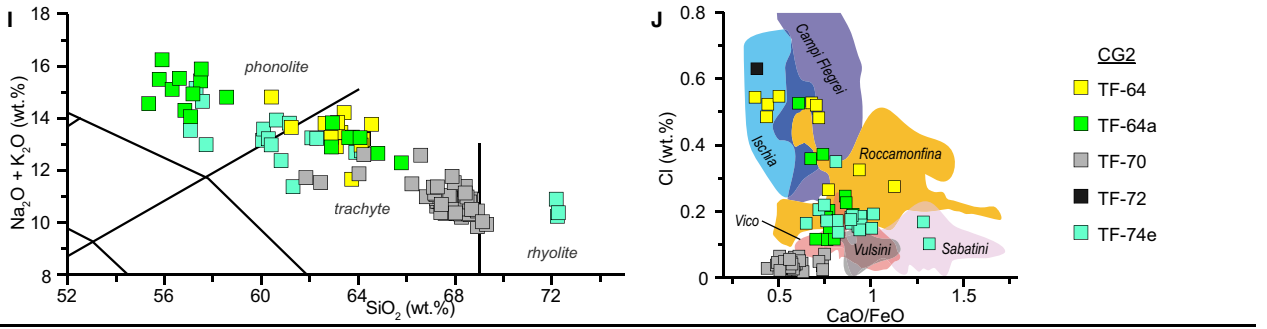 I
Na2O + K2O (wt.%)
18
16
14
12
10
8
52
56
60
64
68
72
SiO2 (wt.%)
phonolite
trachyte
rhyolite
J
Cl (wt.%)
0.8
0.6
0.4
0.2
0
0.5
1
1.5
CaO/FeO
Campi Flegrei
Ischia
Roccamonfina
Vico
Vulsini
Sabatini
CG2
TF-64
TF-64a
TF-70
TF-72
TF-74e